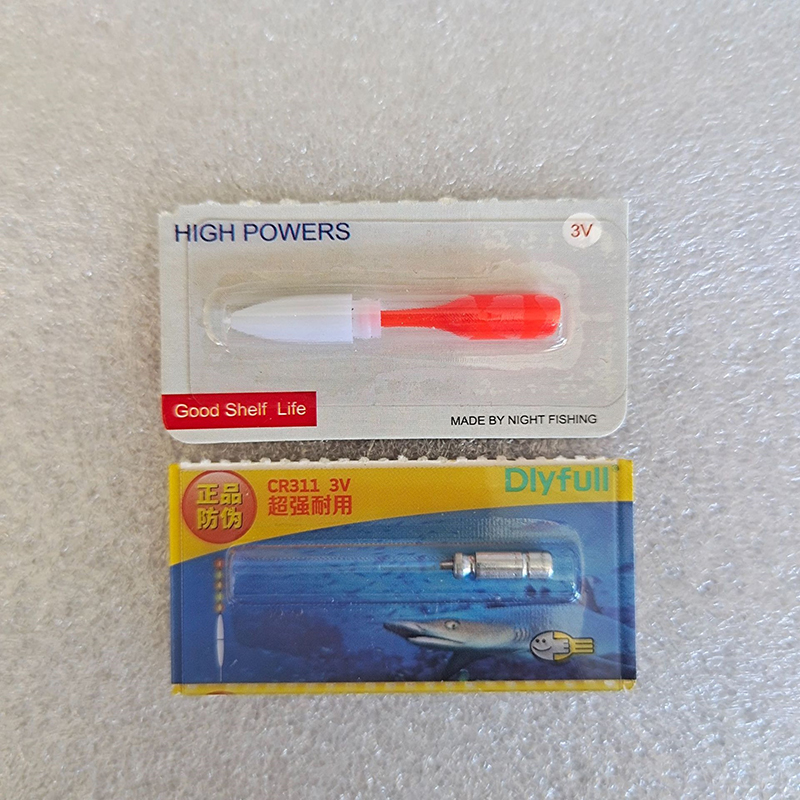 HIGH POWERS
3V
Good Shelf Life
MADE BY NIGHT FISHING
正品
防伪
CR311 3V
超强耐用
Dlyfull